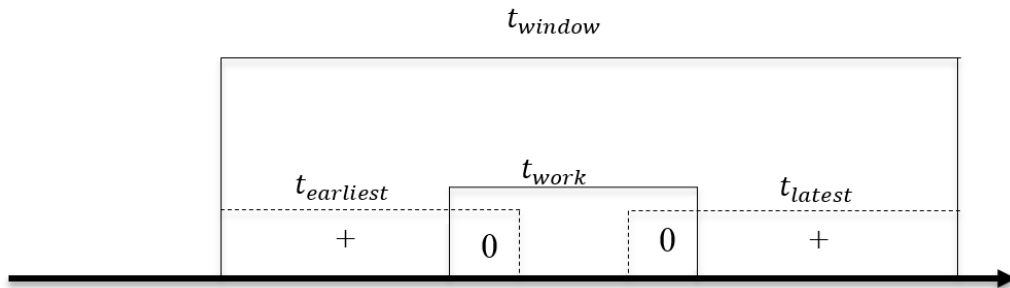 t_window
t_work
t_earliest
t_latest
+ 0 0 +